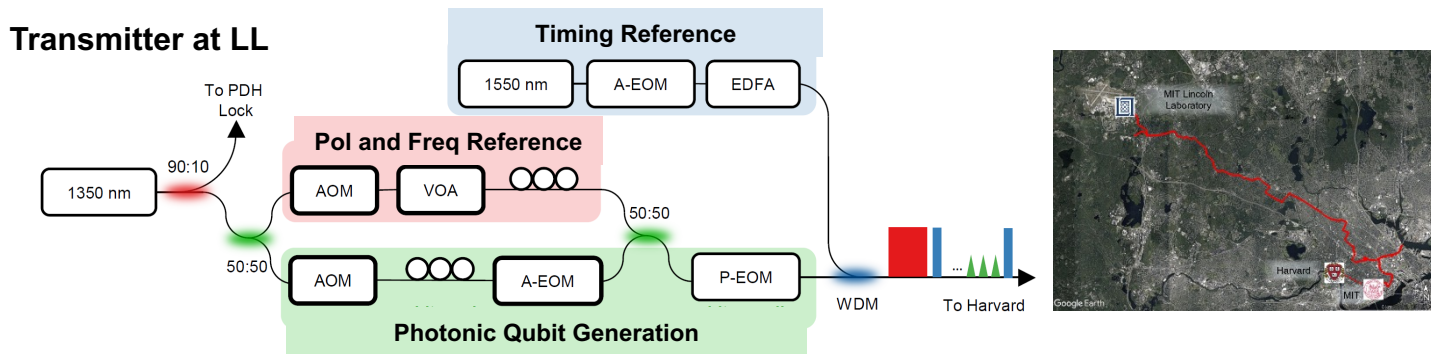 Transmitter at LL
Timing Reference
1550 nm
A-EOM
EDFA
To PDH
Lock
Pol and Freq Reference
90:10
1350 nm
AOM
VOA
50:50
50:50
AOM
A-EOM
P-EOM
...
WDM
To Harvard
Photonic Qubit Generation
MIT Lincoln
Laboratory
Harvard
MIT
Google Earth